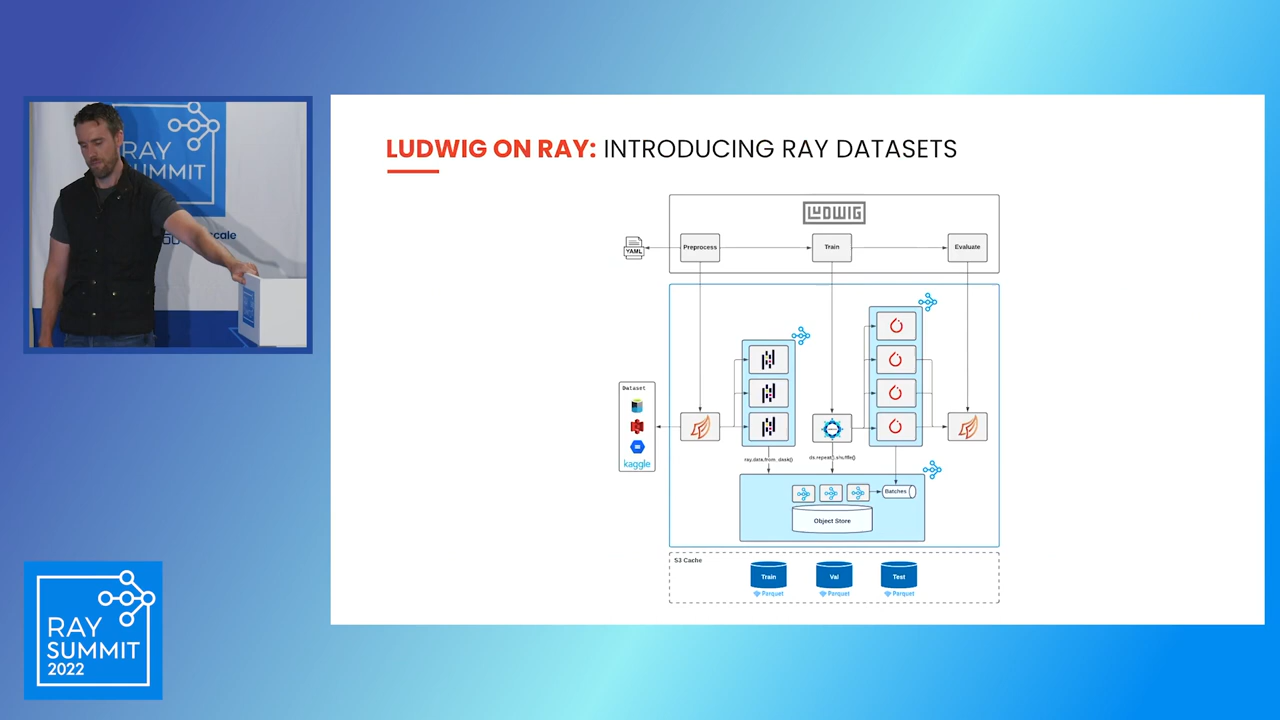 RAY
SUMMIT
cale
LUDWIG ON RAY: INTRODUCING RAY DATASETS
LUDWIG
YAML
Preprocess
Train
Evaluate
Dataset
kaggle
ray.data.from_dask()
ds.repeat().shuffle()
Batches
Object Store
S3 Cache
Train
Val
Test
Parquet
Parquet
Parquet
RAY
SUMMIT
2022